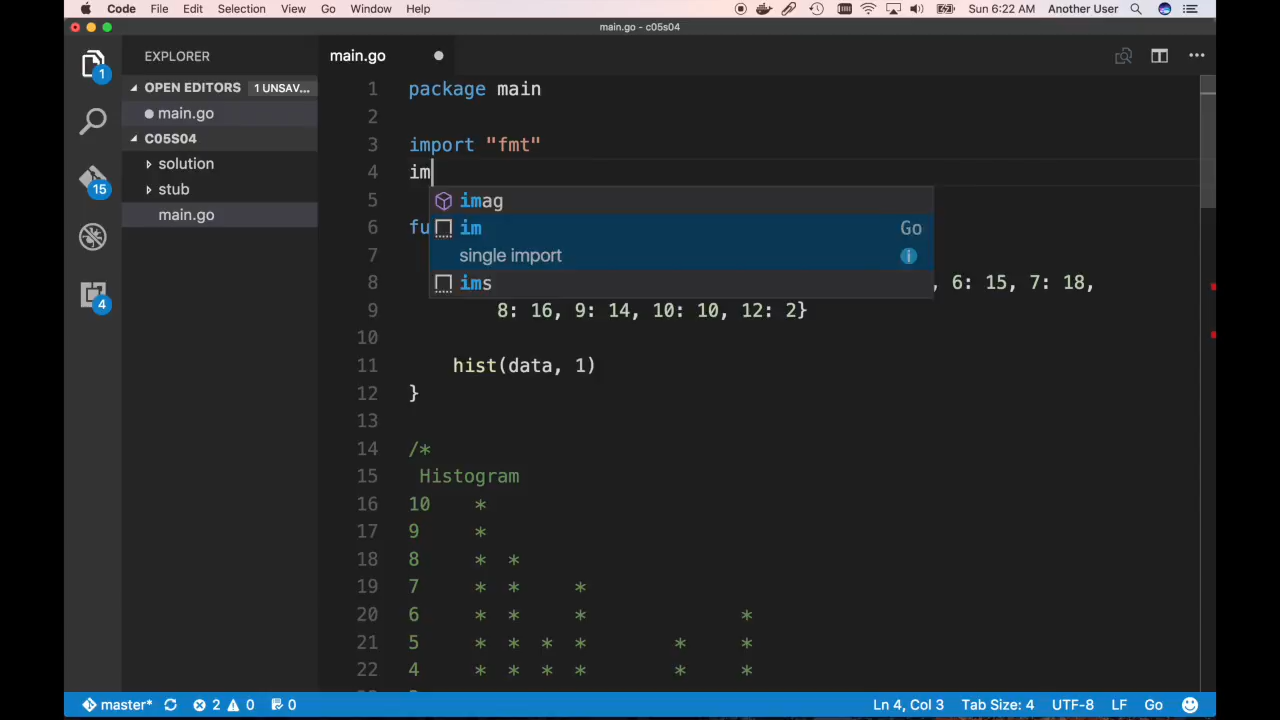 Code File Edit Selection View Go Window Help Sun 6:22 AM Another User
main.go - c05s04
EXPLORER
main.go
OPEN EDITORS 1 UNSAV...
main.go
C05S04
solution
stub
main.go
1
15
4
1 package main
2
3 import "fmt"
4 im
imag
im Go
single import
ims
5
6 fu
7
8 , 6: 15, 7: 18,
9 8: 16, 9: 14, 10: 10, 12: 2}
10
11 hist(data, 1)
12 }
13
14 /*
15 Histogram
16 10 *
17 9 *
18 8 * *
19 7 * * *
20 6 * * * *
21 5 * * * * * *
22 4 * * * * * *
master* 2 0 0 Ln 4, Col 3 Tab Size: 4 UTF-8 LF Go